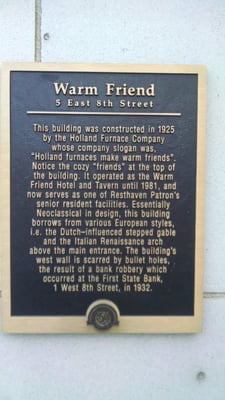 Warm Friend
5 East 8th Street
This building was constructed in 1925
by the Holland Furnace Company
whose company slogan was,
"Holland furnaces make warm friends".
Notice the cozy "friends" at the top of
the building. It operated as the Warm
Friend Hotel and Tavern until 1981, and
now serves as one of Resthaven Patron's
senior resident facilities. Essentially
Neoclassical in design, this building
borrows from various European styles,
i.e. the Dutch-influenced stepped gable
and the Italian Renaissance arch
above the main entrance. The building's
west wall is scarred by bullet holes,
the result of a bank robbery which
occurred at the First State Bank,
1 West 8th Street, in 1932.